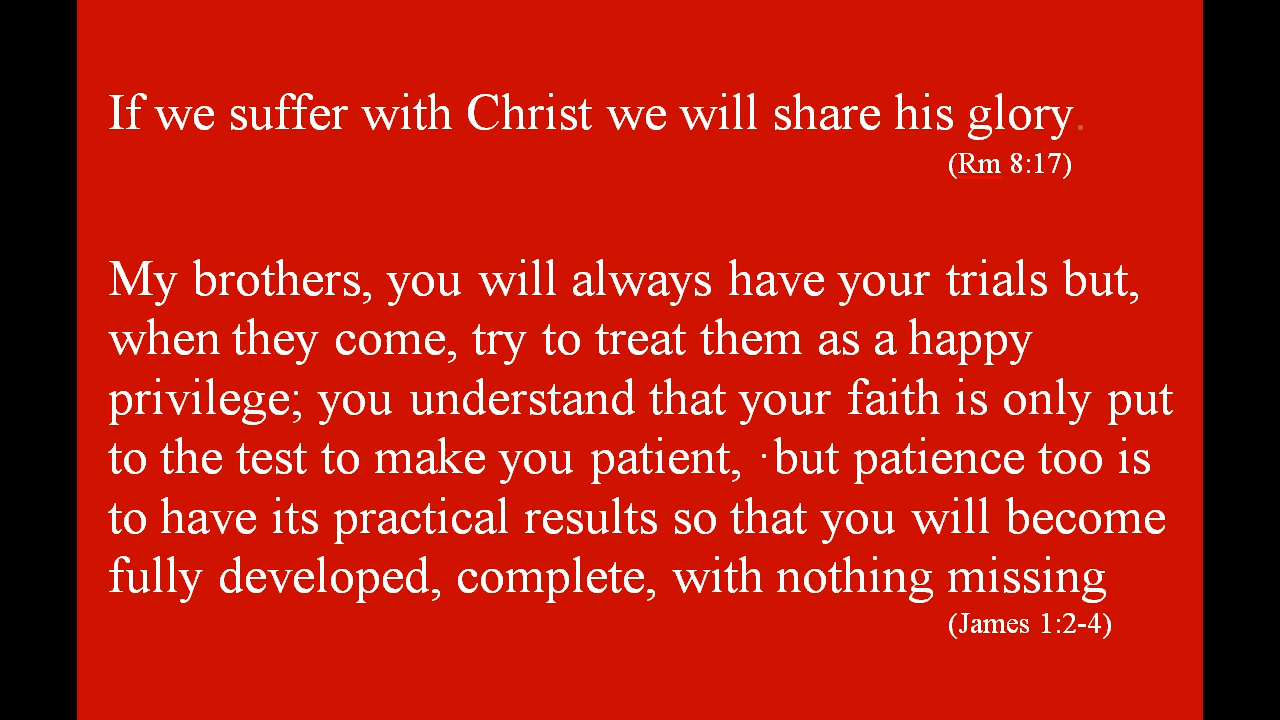 If we suffer with Christ we will share his glory.
(Rm 8:17)
My brothers, you will always have your trials but,
when they come, try to treat them as a happy
privilege; you understand that your faith is only put
to the test to make you patient, ·but patience too is
to have its practical results so that you will become
fully developed, complete, with nothing missing
(James 1:2-4)